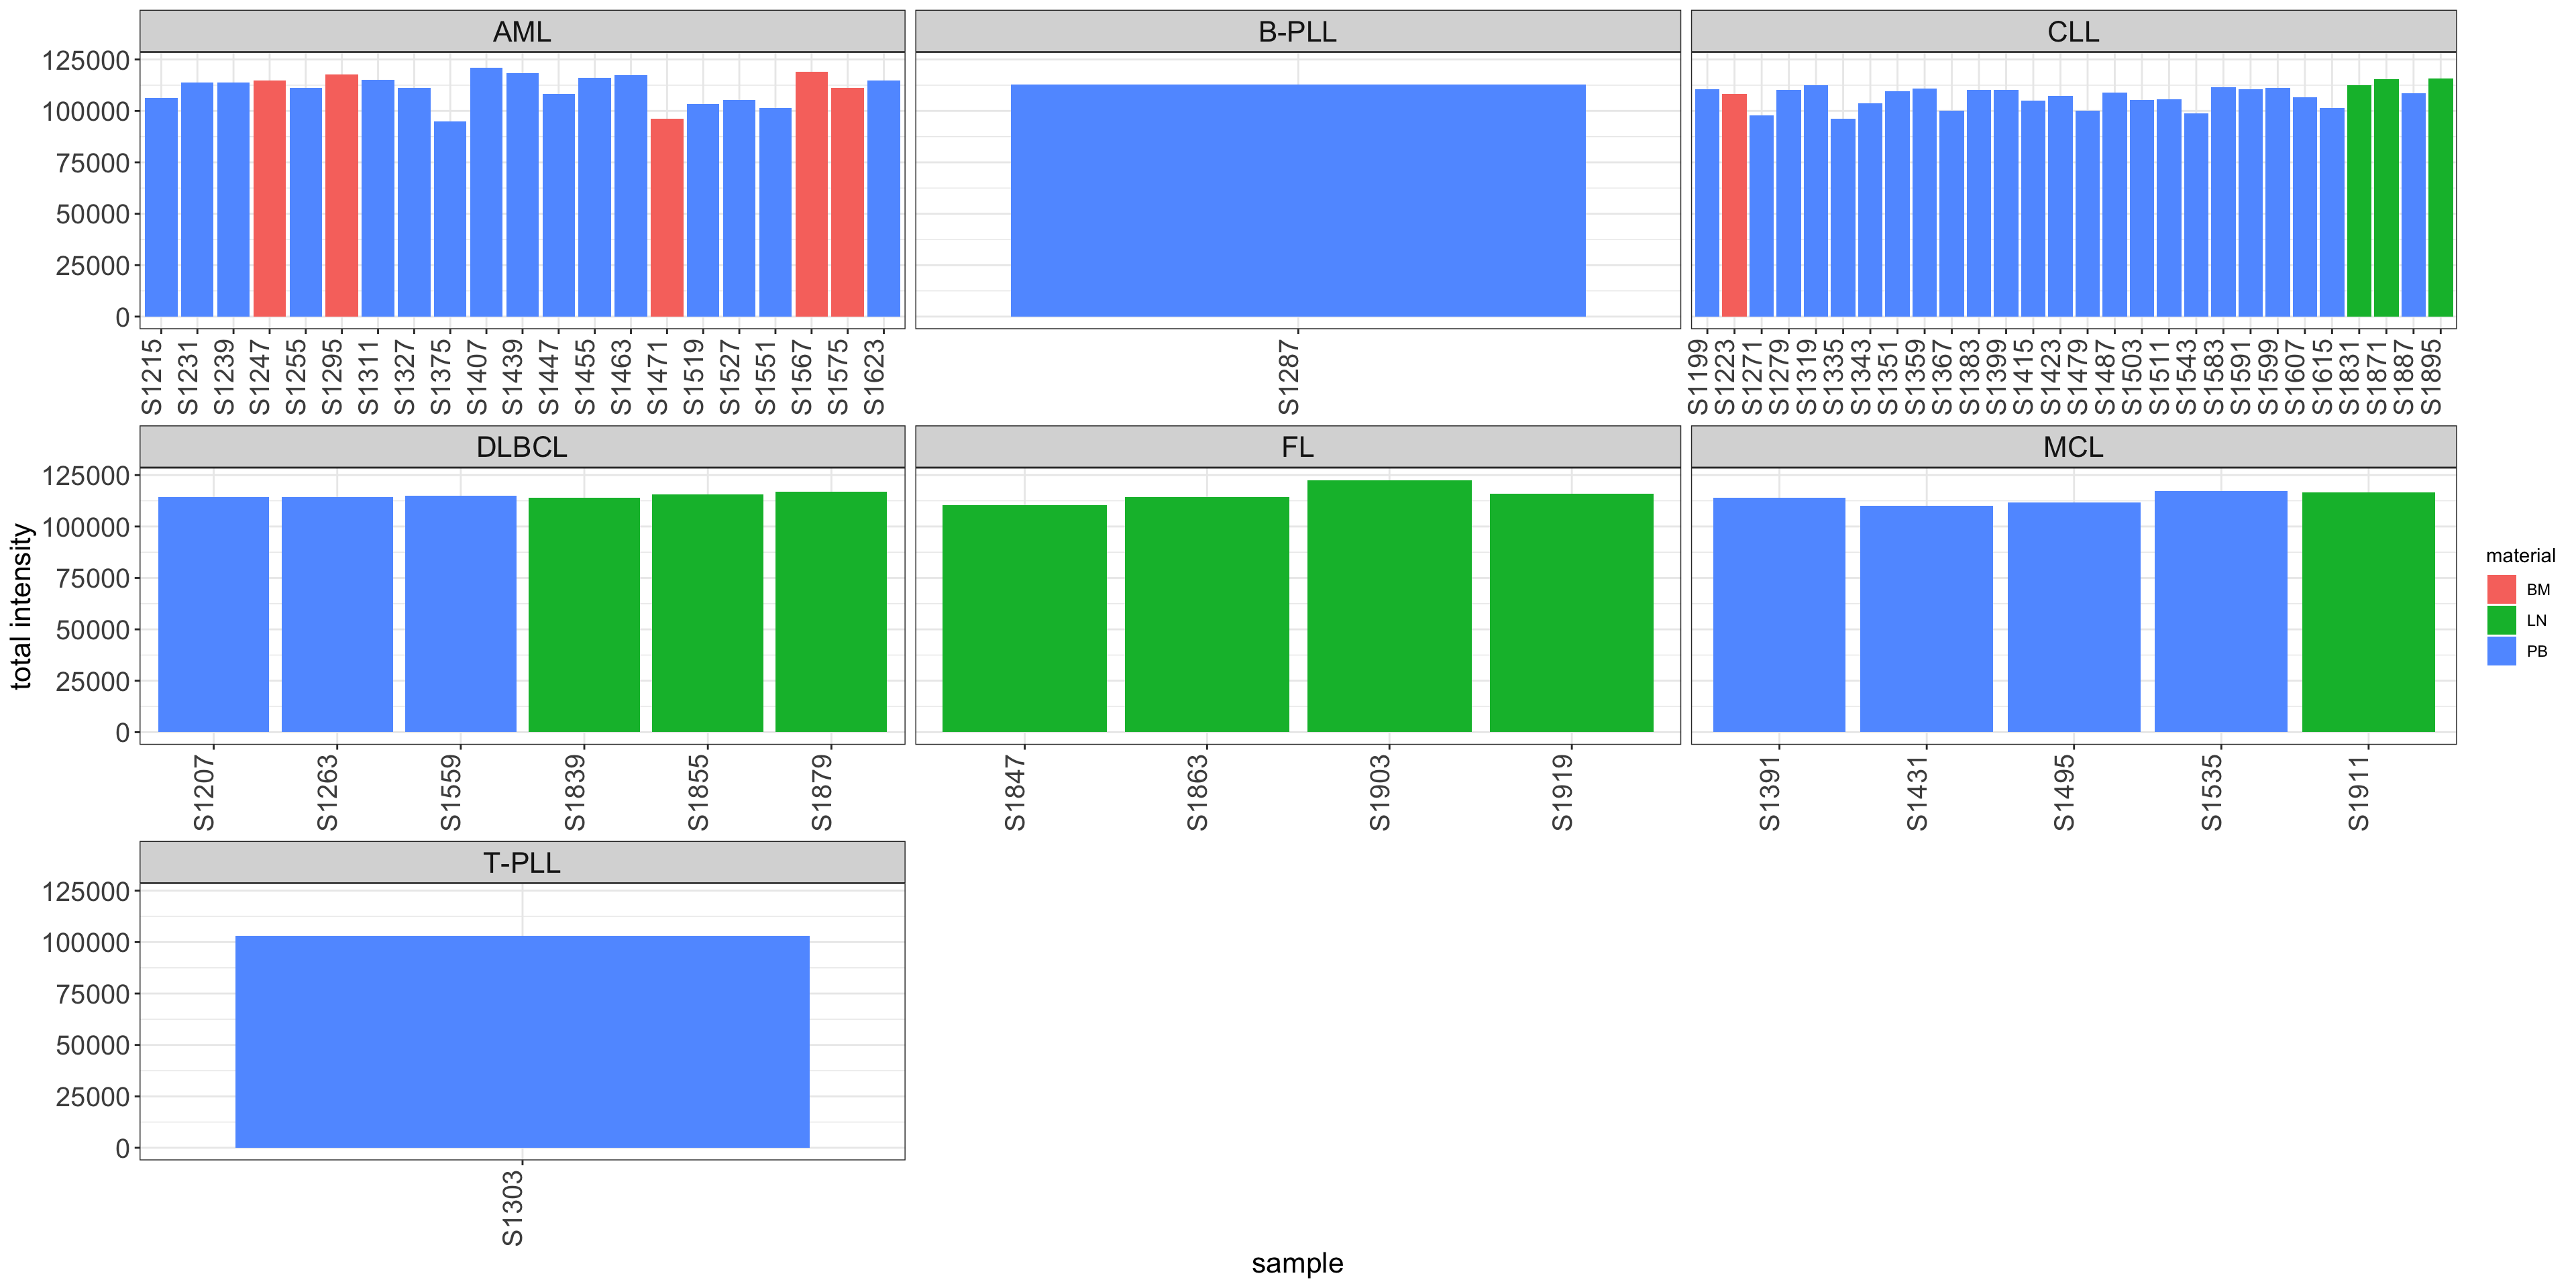 AML
B-PLL
CLL
125000
100000
75000
50000
25000
0
S1215
S1231
S1239
S1247
S1255
S1295
S1311
S1327
S1375
S1407
S1439
S1447
S1455
S1463
S1471
S1519
S1527
S1551
S1567
S1575
S1623
S1287
S1199
S1223
S1271
S1279
S1319
S1335
S1343
S1351
S1359
S1367
S1383
S1399
S1415
S1423
S1479
S1487
S1503
S1511
S1543
S1583
S1591
S1599
S1607
S1615
S1831
S1871
S1887
S1895
DLBCL
FL
MCL
125000
100000
75000
50000
25000
0
S1207
S1263
S1559
S1839
S1855
S1879
S1847
S1863
S1903
S1919
S1391
S1431
S1495
S1535
S1911
T-PLL
125000
100000
75000
50000
25000
0
S1303
total intensity
sample
material
BM
LN
PB